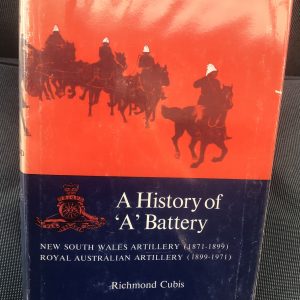 A History of
'A' Battery
NEW SOUTH WALES ARTILLERY (1871-1899)
ROYAL AUSTRALIAN ARTILLERY (1899-1971)
Richmond Cubis